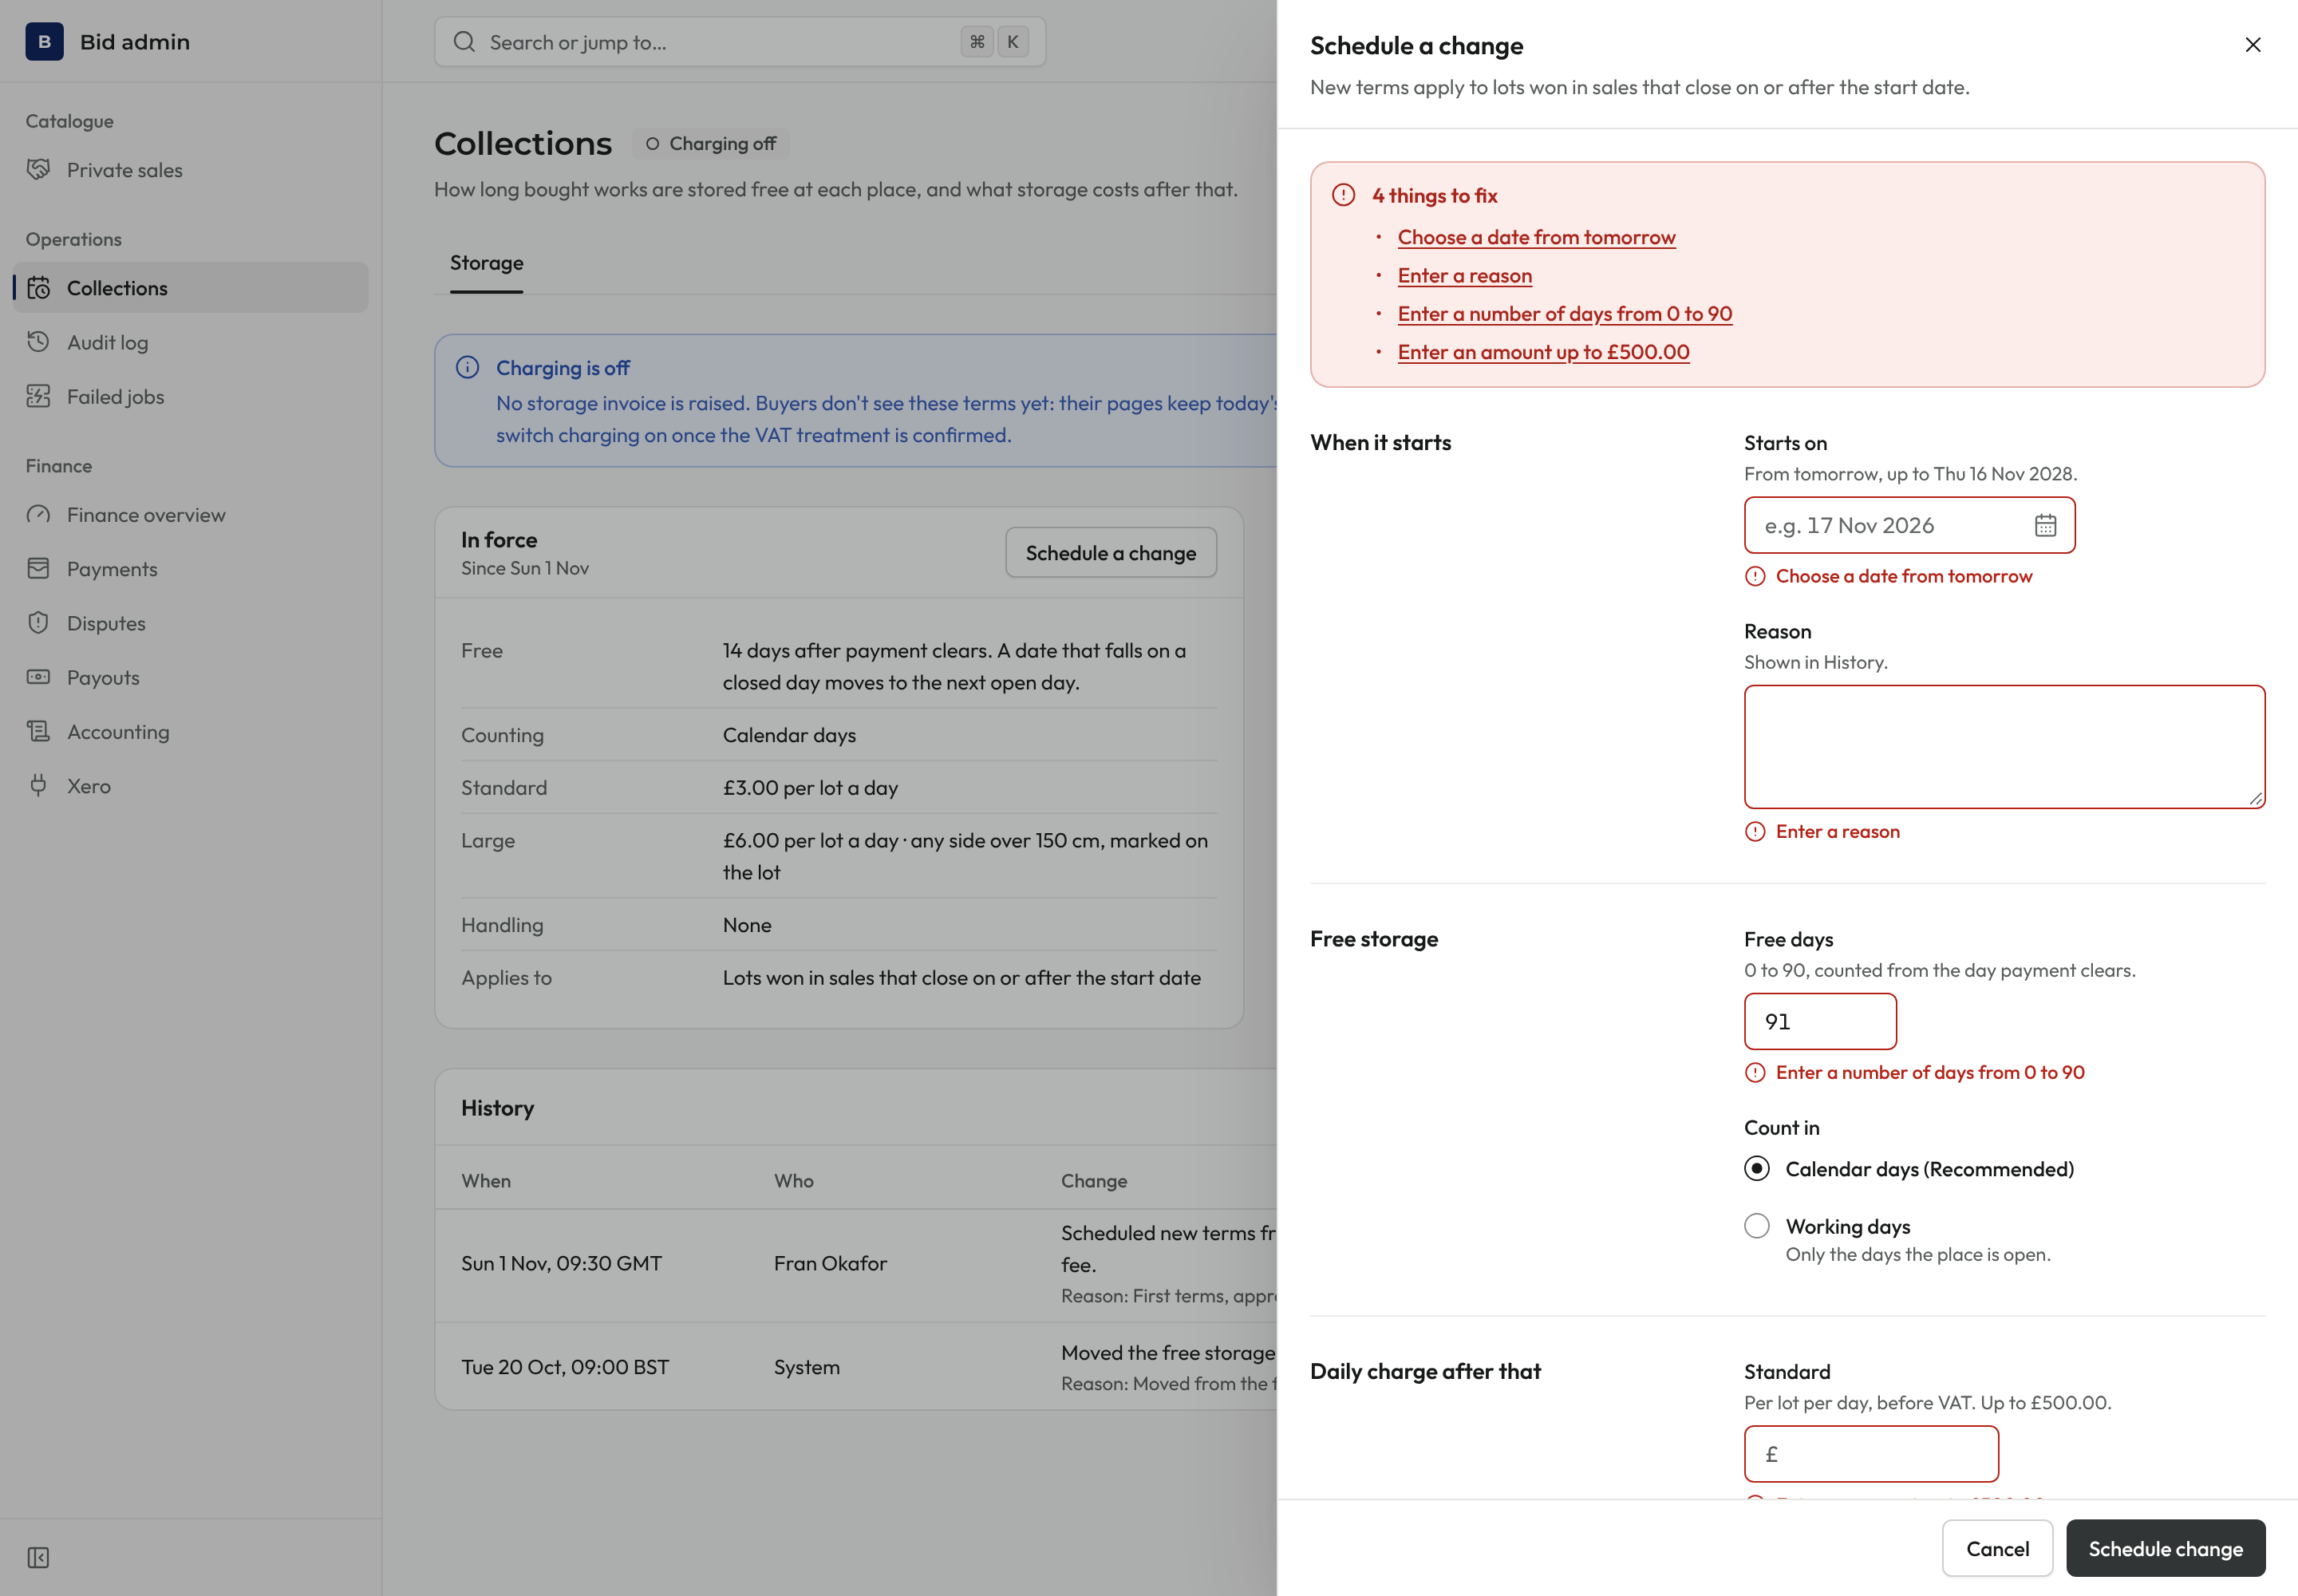 B Bid admin
Search or jump to...
⌘ K
Catalogue
Private sales
Operations
Collections
Audit log
Failed jobs
Finance
Finance overview
Payments
Disputes
Payouts
Accounting
Xero
Collections
Charging off
How long bought works are stored free at each place, and what storage costs after that.
Storage
Charging is off
No storage invoice is raised. Buyers don't see these terms yet: their pages keep today's
switch charging on once the VAT treatment is confirmed.
In force
Since Sun 1 Nov
Schedule a change
Free
14 days after payment clears. A date that falls on a
closed day moves to the next open day.
Counting
Calendar days
Standard
£3.00 per lot a day
Large
£6.00 per lot a day · any side over 150 cm, marked on
the lot
Handling
None
Applies to
Lots won in sales that close on or after the start date
History
When Who Change
Sun 1 Nov, 09:30 GMT
Fran Okafor
Scheduled new terms
fee.
Reason: First terms,
Tue 20 Oct, 09:00 BST
System
Moved the free storage
Reason: Moved from the
Schedule a change
New terms apply to lots won in sales that close on or after the start date.
4 things to fix
• Choose a date from tomorrow
• Enter a reason
• Enter a number of days from 0 to 90
• Enter an amount up to £500.00
When it starts
Starts on
From tomorrow, up to Thu 16 Nov 2028.
e.g. 17 Nov 2026
Choose a date from tomorrow
Reason
Shown in History.
Enter a reason
Free storage
Free days
0 to 90, counted from the day payment clears.
91
Enter a number of days from 0 to 90
Count in
Calendar days (Recommended)
Working days
Only the days the place is open.
Daily charge after that
Standard
Per lot per day, before VAT. Up to £500.00.
£
Cancel
Schedule change